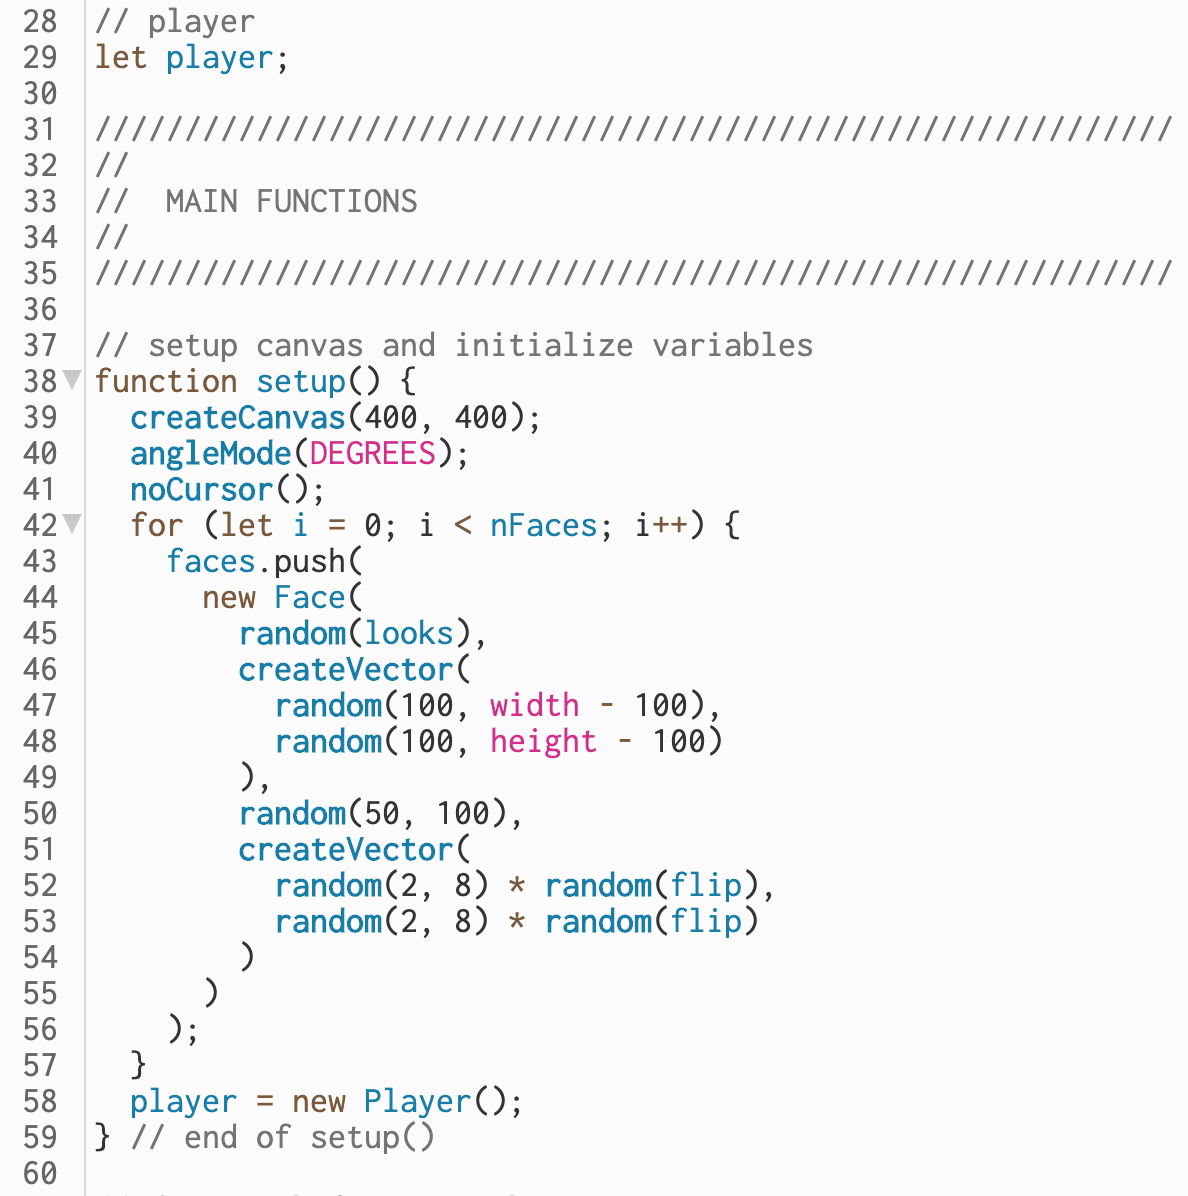 28 // player
29 let player;
30
31 ////////////////////////////////////////////////////////////
32 //
33 //  MAIN FUNCTIONS
34 //
35 ////////////////////////////////////////////////////////////
36
37 // setup canvas and initialize variables
38 function setup() {
39   createCanvas(400, 400);
40   angleMode(DEGREES);
41   noCursor();
42   for (let i = 0; i < nFaces; i++) {
43     faces.push(
44       new Face(
45         random(looks),
46         createVector(
47           random(100, width - 100),
48           random(100, height - 100)
49         ),
50         random(50, 100),
51         createVector(
52           random(2, 8) * random(flip),
53           random(2, 8) * random(flip)
54         )
55       )
56     );
57   }
58   player = new Player();
59 } // end of setup()
60